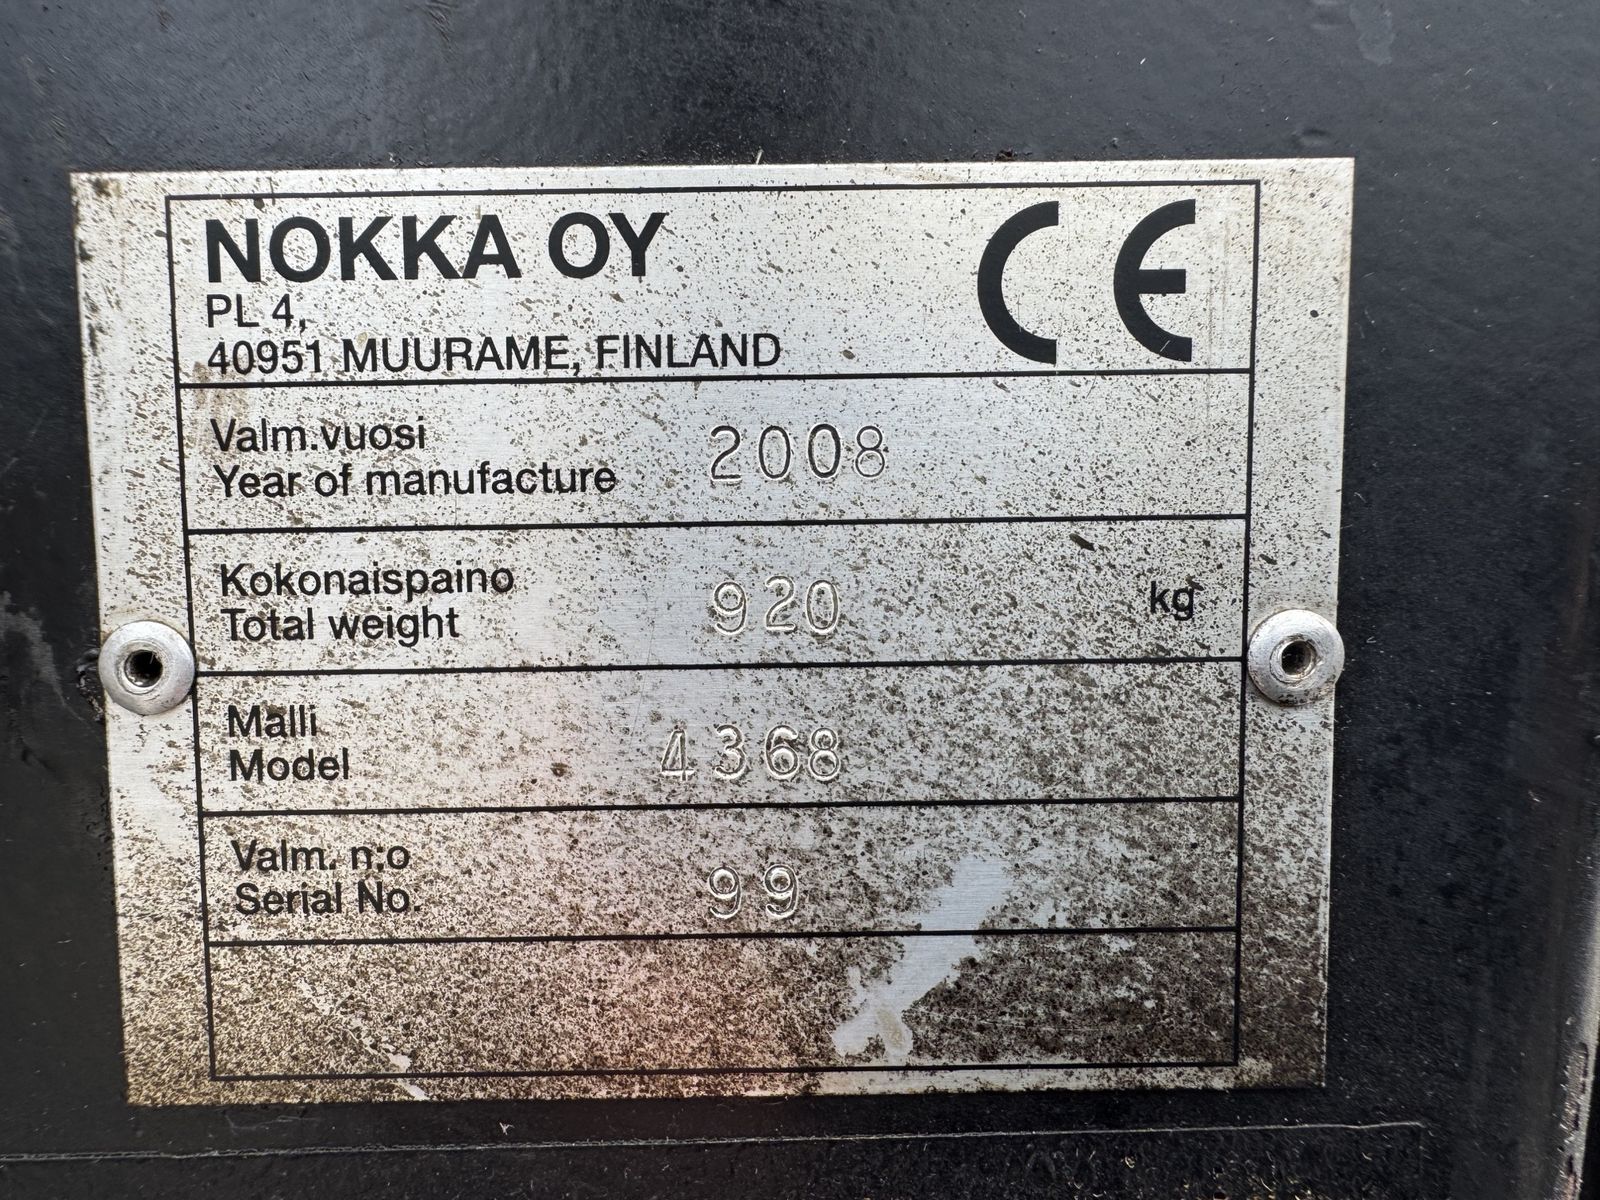 NOKKA OY
PL 4,
40951 MUURAME, FINLAND
CE
Valm.vuosi
Year of manufacture 2008
Kokonaispaino
Total weight 920 kg
Malli
Model 4368
Valm. n:o
Serial No. 99